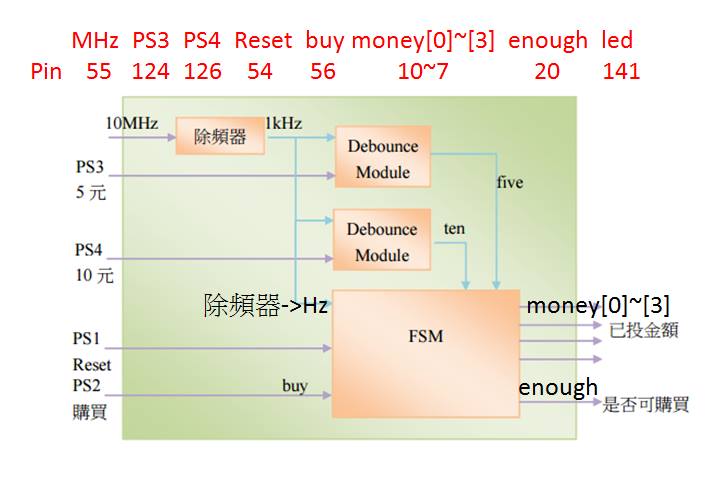 MHz PS3 PS4 Reset buy money[0]~[3] enough led
Pin 55 124 126 54 56 10~7 20 141
10MHz
除頻器
1kHz
Debounce
Module
PS3
5 元
five
Debounce
Module
ten
PS4
10 元
除頻器->Hz
money[0]~[3]
FSM
已投金額
PS1
Reset
PS2
購買
buy
enough
是否可購買